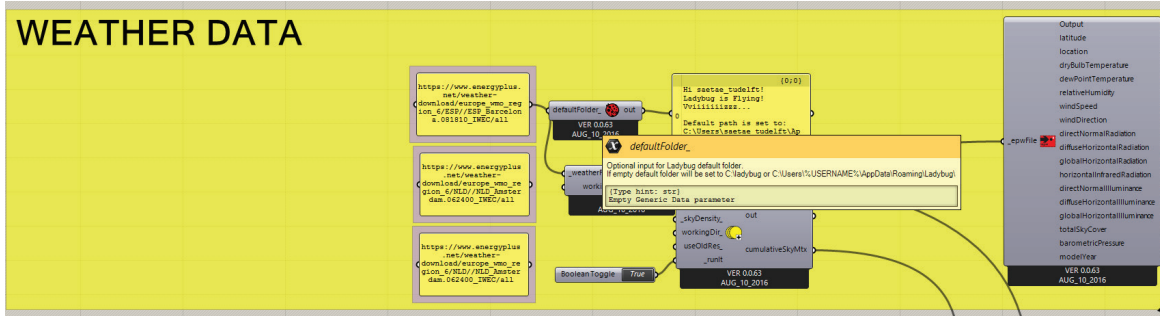 WEATHER DATA
https://www.energyplus.
net/weather-
download/europe_wmo_reg
ion_6/ESP//ESP_Barcelon
a.081810_IWEC/all
https://www.energyplus
.net/weather-
download/europe_wmo_re
gion_6/NLD//NLD_Amster
dam.062400_IWEC/all
https://www.energyplus
.net/weather-
download/europe_wmo_re
gion_6/NLD//NLD_Amster
dam.062400_IWEC/all
defaultFolder_
out
VER 0.0.63
AUG_10_2016
{0;0}
0
Hi saetae_tudelft!
Ladybug is Flying!
Vviiiiiiizzz...
Default path is set to:
C:\Users\saetae_tudelft\Ap
defaultFolder_
Optional input for Ladybug default folder.
If empty default folder will be set to C:\ladybug or C:\Users\%USERNAME%\AppData\Roaming\Ladybug\
(Type hint: str)
Empty Generic Data parameter
_weatherF
worki
AUG_10_2016
_skyDensity_
workingDir_
useOldRes_
_runIt
out
cumulativeSkyMtx
VER 0.0.63
AUG_10_2016
BooleanToggle
True
_epwFile
Output
latitude
location
dryBulbTemperature
dewPointTemperature
relativeHumidity
windSpeed
windDirection
directNormalRadiation
diffuseHorizontalRadiation
globalHorizontalRadiation
horizontalInfraredRadiation
directNormalIlluminance
diffuseHorizontalIlluminance
globalHorizontalIlluminance
totalSkyCover
barometricPressure
modelYear
VER 0.0.63
AUG_10_2016